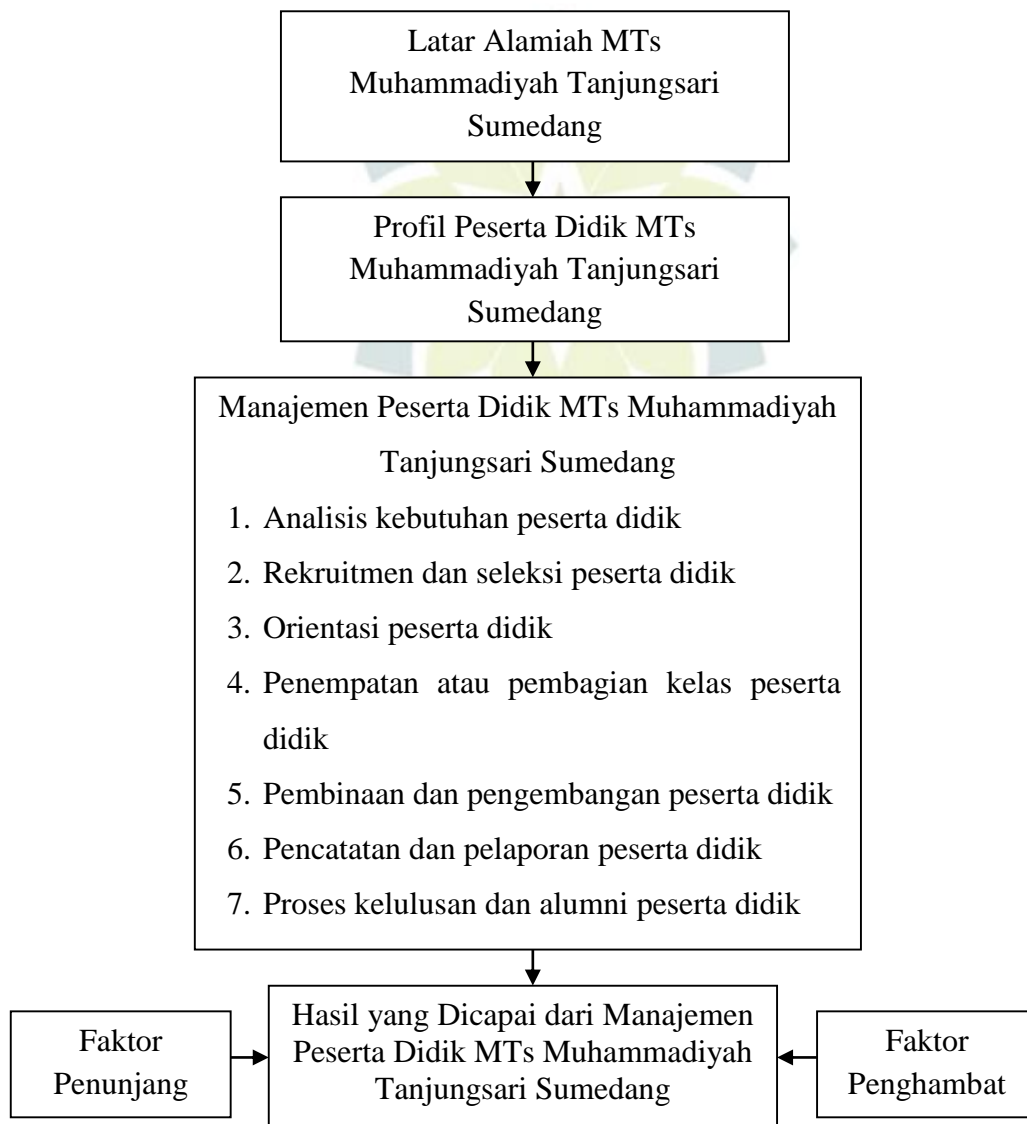 Latar Alamiah MTs
Muhammadiyah Tanjungsari
Sumedang
Profil Peserta Didik MTs
Muhammadiyah Tanjungsari
Sumedang
Manajemen Peserta Didik MTs Muhammadiyah
Tanjungsari Sumedang
1. Analisis kebutuhan peserta didik
2. Rekruitmen dan seleksi peserta didik
3. Orientasi peserta didik
4. Penempatan atau pembagian kelas peserta
didik
5. Pembinaan dan pengembangan peserta didik
6. Pencatatan dan pelaporan peserta didik
7. Proses kelulusan dan alumni peserta didik
Faktor
Penunjang
Hasil yang Dicapai dari Manajemen
Peserta Didik MTs Muhammadiyah
Tanjungsari Sumedang
Faktor
Penghambat